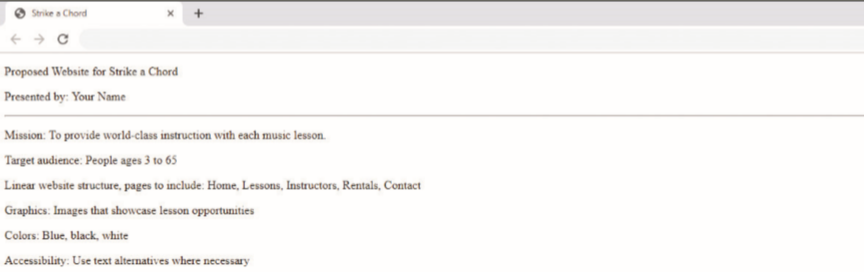 Strike a Chord
Proposed Website for Strike a Chord
Presented by: Your Name
Mission: To provide world-class instruction with each music lesson.
Target audience: People ages 3 to 65
Linear website structure, pages to include: Home, Lessons, Instructors, Rentals, Contact
Graphics: Images that showcase lesson opportunities
Colors: Blue, black, white
Accessibility: Use text alternatives where necessary